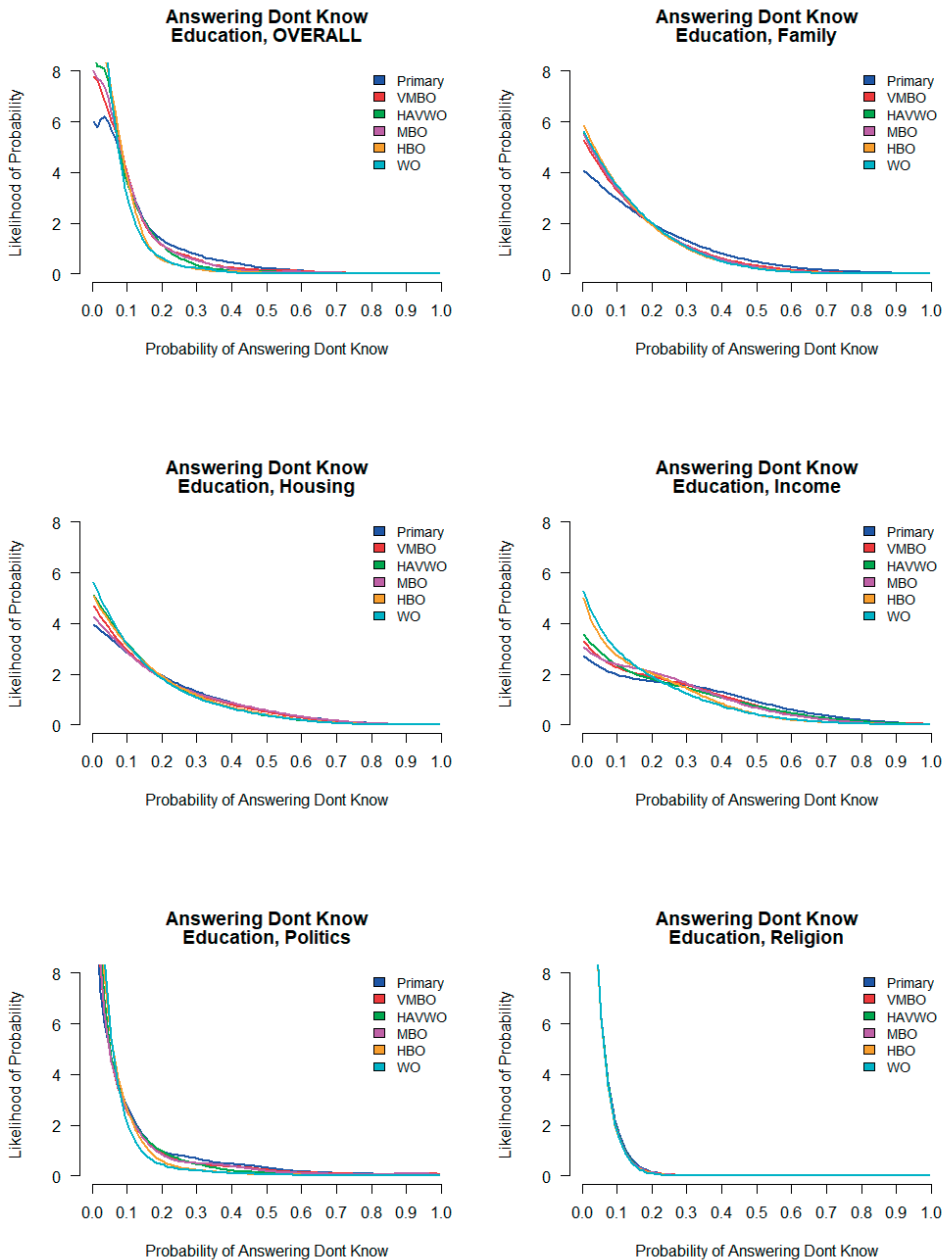 Answering Dont Know
Education, OVERALL
Likelihood of Probability
8
6
4
2
0
Primary
VMBO
HAVWO
MBO
HBO
WO
0.0 0.1 0.2 0.3 0.4 0.5 0.6 0.7 0.8 0.9 1.0
Probability of Answering Dont Know
Answering Dont Know
Education, Family
Likelihood of Probability
8
6
4
2
0
Primary
VMBO
HAVWO
MBO
HBO
WO
0.0 0.1 0.2 0.3 0.4 0.5 0.6 0.7 0.8 0.9 1.0
Probability of Answering Dont Know
Answering Dont Know
Education, Housing
Likelihood of Probability
8
6
4
2
0
Primary
VMBO
HAVWO
MBO
HBO
WO
0.0 0.1 0.2 0.3 0.4 0.5 0.6 0.7 0.8 0.9 1.0
Probability of Answering Dont Know
Answering Dont Know
Education, Income
Likelihood of Probability
8
6
4
2
0
Primary
VMBO
HAVWO
MBO
HBO
WO
0.0 0.1 0.2 0.3 0.4 0.5 0.6 0.7 0.8 0.9 1.0
Probability of Answering Dont Know
Answering Dont Know
Education, Politics
Likelihood of Probability
8
6
4
2
0
Primary
VMBO
HAVWO
MBO
HBO
WO
0.0 0.1 0.2 0.3 0.4 0.5 0.6 0.7 0.8 0.9 1.0
Probability of Answering Dont Know
Answering Dont Know
Education, Religion
Likelihood of Probability
8
6
4
2
0
Primary
VMBO
HAVWO
MBO
HBO
WO
0.0 0.1 0.2 0.3 0.4 0.5 0.6 0.7 0.8 0.9 1.0
Probability of Answering Dont Know